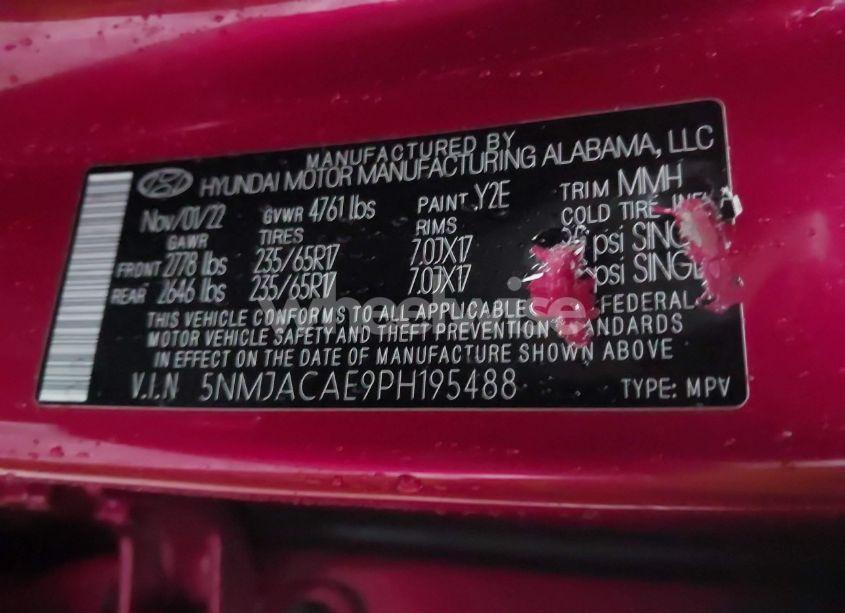 MANUFACTURED BY
HYUNDAI MOTOR MANUFACTURING ALABAMA, LLC
Nov/01/22 GVWR 4761 lbs PAINT Y2E TRIM MMH
GAWR TIRES RIMS COLD TIRE
FRONT 2778 lbs 235/65R17 7.0JX17 psi
REAR 2646 lbs 235/65R17 7.0JX17 psi
THIS VEHICLE CONFORMS TO ALL APPLICABLE FEDERAL
MOTOR VEHICLE SAFETY AND THEFT PREVENTION
IN EFFECT ON THE DATE OF MANUFACTURE SHOWN ABOVE
V.I.N 5NMJACAE9PH195488 TYPE: MPV